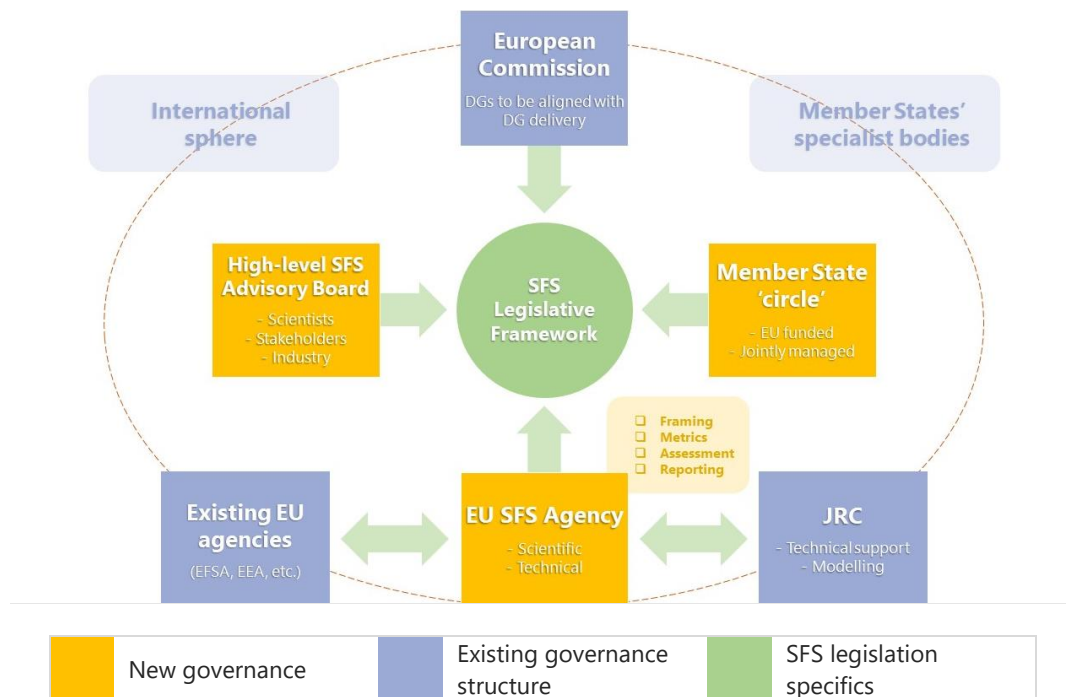 European
Commission
DGs to be aligned with
DG delivery
International
sphere
Member States'
specialist bodies
High-level SFS
Advisory Board
- Scientists
- Stakeholders
- Industry
SFS
Legislative
Framework
Member State
'circle'
- EU funded
- Jointly managed
❑ Framing
❑ Metrics
❑ Assessment
❑ Reporting
Existing EU
agencies
(EFSA, EEA, etc.)
EU SFS Agency
- Scientific
- Technical
JRC
- Technical support
- Modelling
New governance
Existing governance
structure
SFS legislation
specifics